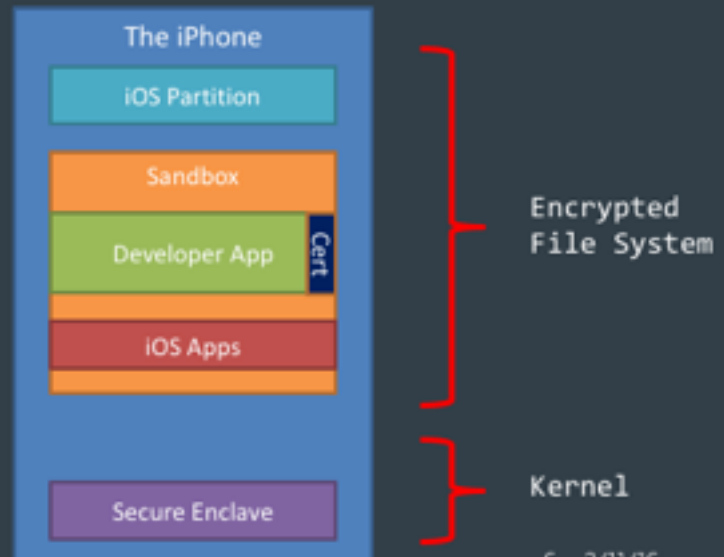 The iPhone
iOS Partition
Sandbox
Developer App
Cert
iOS Apps
Secure Enclave
Encrypted
File System
Kernel